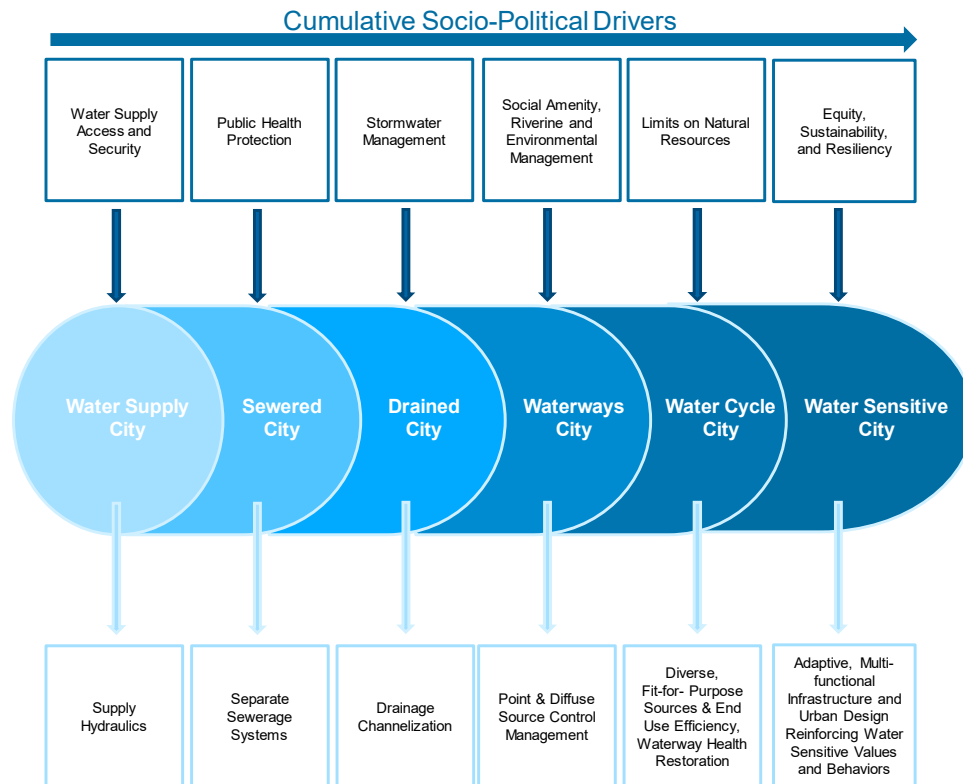 Cumulative Socio-Political Drivers
Water Supply
Access and
Security
Public Health
Protection
Stormwater
Management
Social Amenity,
Riverine and
Environmental
Management
Limits on Natural
Resources
Equity,
Sustainability,
and Resiliency
Water Supply
City
Sewered
City
Drained
City
Waterways
City
Water Cycle
City
Water Sensitive
City
Supply
Hydraulics
Separate
Sewerage
Systems
Drainage
Channelization
Point & Diffuse
Source Control
Management
Diverse,
Fit-for- Purpose
Sources & End
Use Efficiency,
Waterway Health
Restoration
Adaptive, Multi-
functional
Infrastructure and
Urban Design
Reinforcing Water
Sensitive Values
and Behaviors